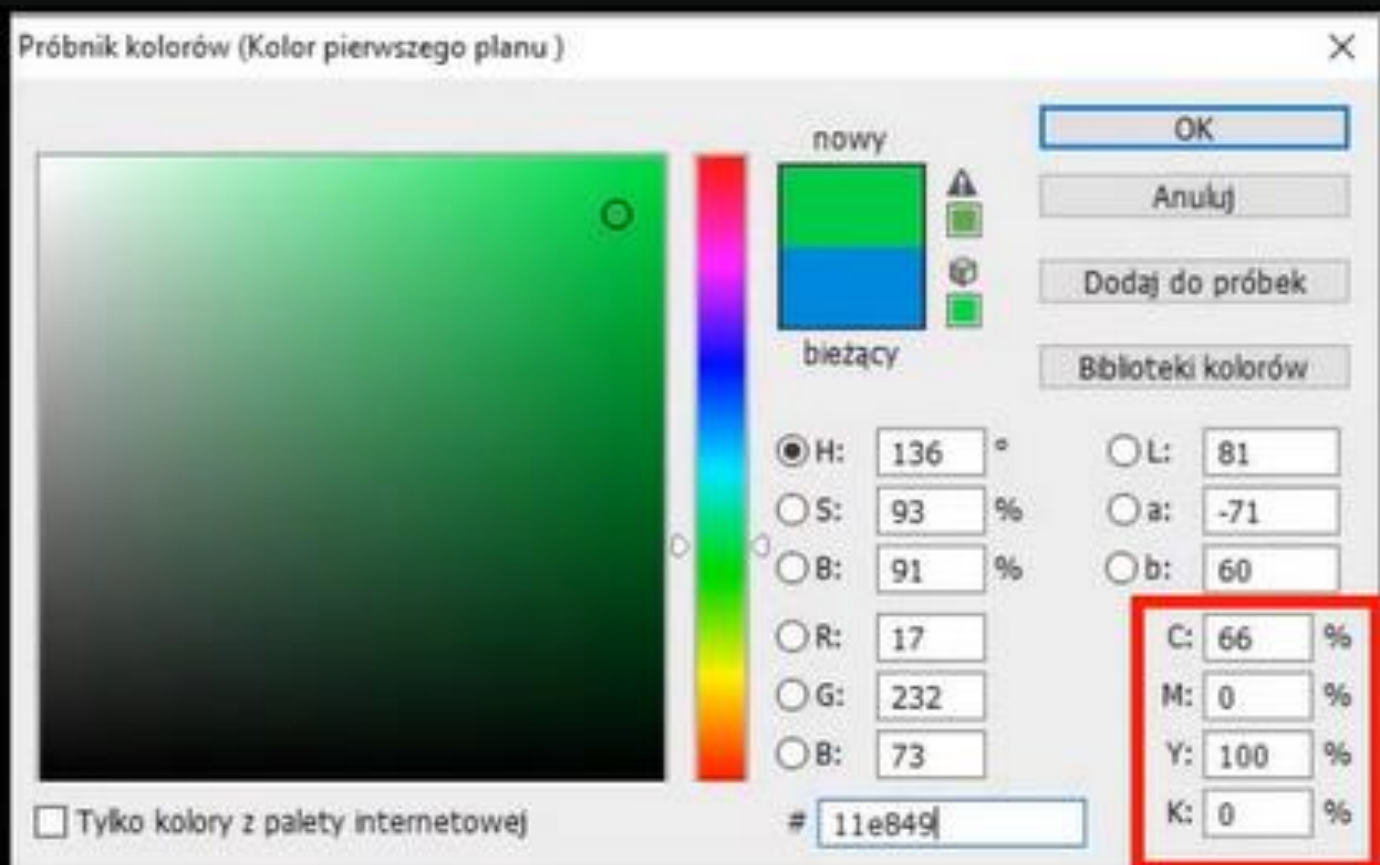 Próbnik kolorów (Kolor pierwszego planu )
nowy
bieżący
OK
Anuluj
Dodaj do próbek
Biblioteki kolorów
H: 136 °
S: 93 %
B: 91 %
R: 17
G: 232
B: 73
# 11e849
L: 81
a: -71
b: 60
C: 66 %
M: 0 %
Y: 100 %
K: 0 %
Tylko kolory z palety internetowej